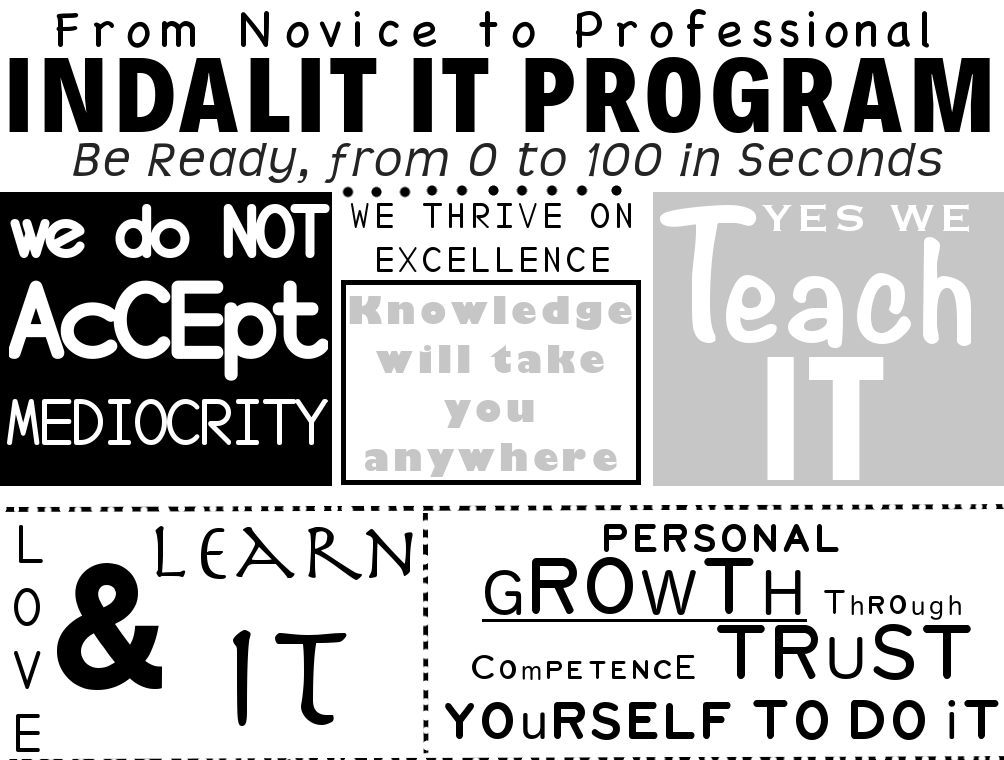 From Novice to Professional
INDALIT IT PROGRAM
Be Ready, from 0 to 100 in Seconds
we do NOT
AcCEpt
MEDIOCRITY
WE THRIVE ON
EXCELLENCE
Knowledge
will take
you
anywhere
YES WE
Teach
IT
LOVE
&
LEARN
IT
PERSONAL
GROWTH ThROugh
COmPETENCE TRuST
YOuRSELF TO DO iT